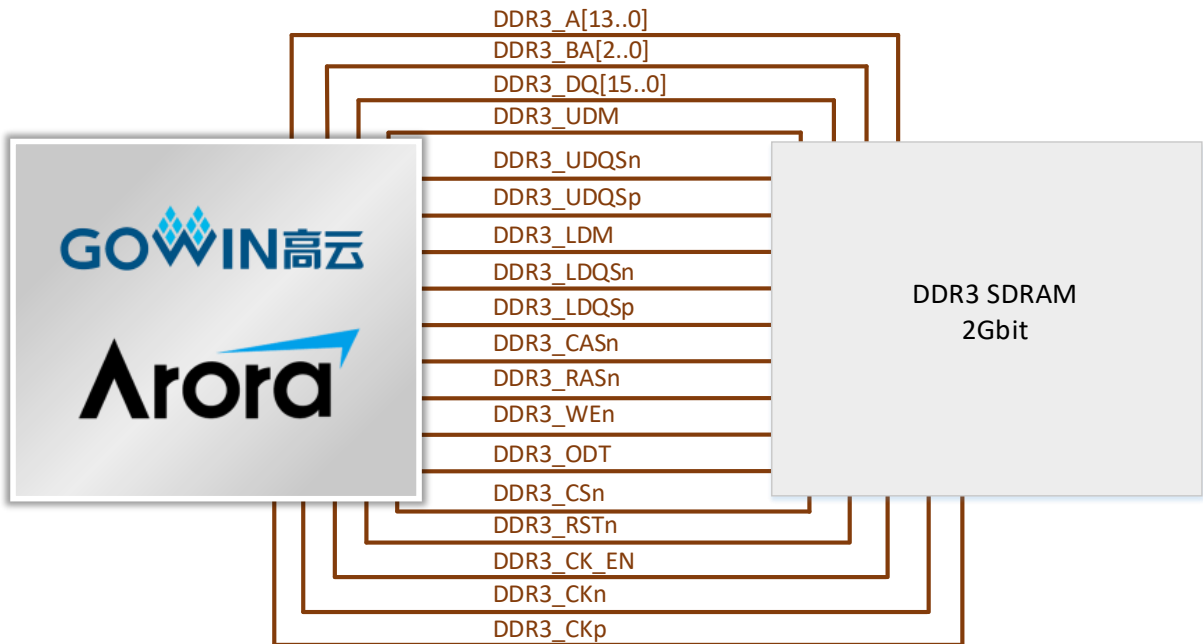 DDR3_A[13..0]
DDR3_BA[2..0]
DDR3_DQ[15..0]
DDR3_UDM
DDR3_UDQSn
DDR3_UDQSp
DDR3_LDM
DDR3_LDQSn
DDR3_LDQSp
DDR3_CASn
DDR3_RASn
DDR3_WEn
DDR3_ODT
DDR3_CSn
DDR3_RSTn
DDR3_CK_EN
DDR3_CKn
DDR3_CKp
GOWIN高云
Arora
DDR3 SDRAM
2Gbit